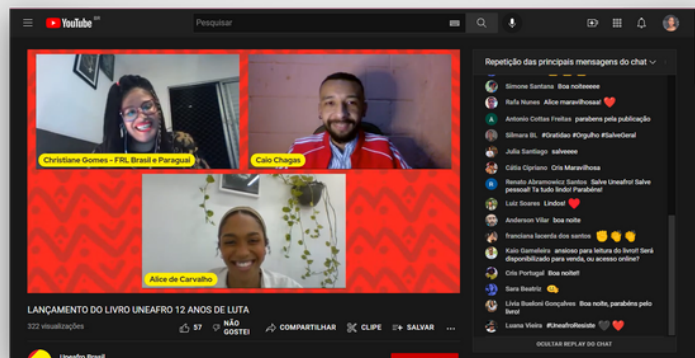 YouTube BR
Pesquisar
Christiane Gomes - FRL Brasil e Paraguai
Caio Chagas
Alice de Carvalho
LANÇAMENTO DO LIVRO UNEAFRO 12 ANOS DE LUTA
322 visualizações
57
NÃO
GOSTEI
COMPARTILHAR
CLIPE
SALVAR
Uneafro Brasil
Repetição das principais mensagens do chat
Simone Santana Boa noiteeeee
Rafa Nunes Alice maravilhosaa!
A
Antonio Cottas Freitas parabens pela publicação
Silmara BL #Gratidao #Orgulho #SalveGeral
Julia Santiago salveeee
Cátia Cipriano Cris Maravilhosa
R
Renato Abramowicz Santos Salve Uneafro! Salve
pessoal! Ta tudo lindo! Parabéns!
Luiz Soares Lindos!
Anderson Vilar boa noite
franciana lacerda dos santos
Kaio Gameleira ansioso para leitura do livro!! Será
disponibilizado para venda, ou acesso online?
Cris Portugal Boa noite!!
Sara Beatriz
Livia Bueloni Gonçalves Boa noite, parabéns pelo
livro!
Luana Vieira #UneafroResiste
OCULTAR REPLAY DO CHAT